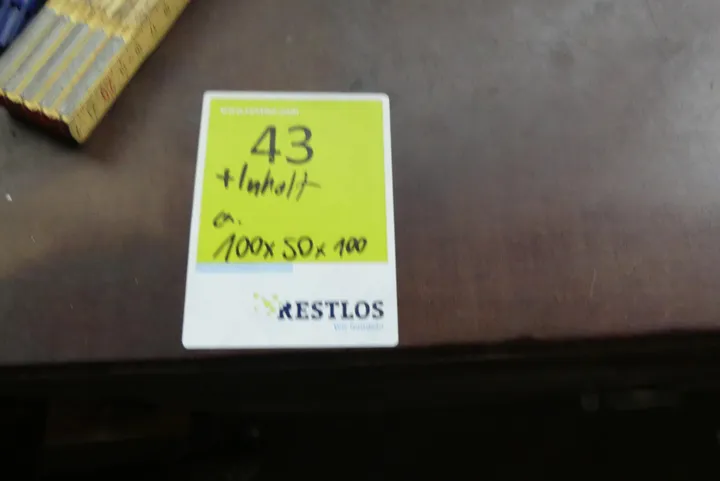 43
+Inhalt
ca.
100x50x100
RESTLOS